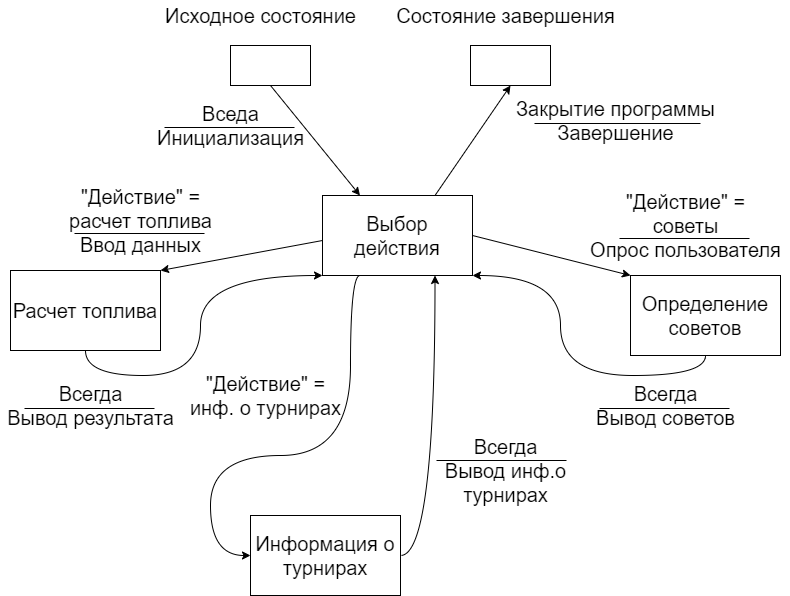 Исходное состояние
Состояние завершения
Вседа
Инициализация
Закрытие программы
Завершение
"Действие" =
расчет топлива
Ввод данных
Выбор
действия
"Действие" =
советы
Опрос пользователя
Расчет топлива
Определение
советов
Всегда
Вывод результата
"Действие" =
инф. о турнирах
Всегда
Вывод инф.о
турнирах
Всегда
Вывод советов
Информация о
турнирах